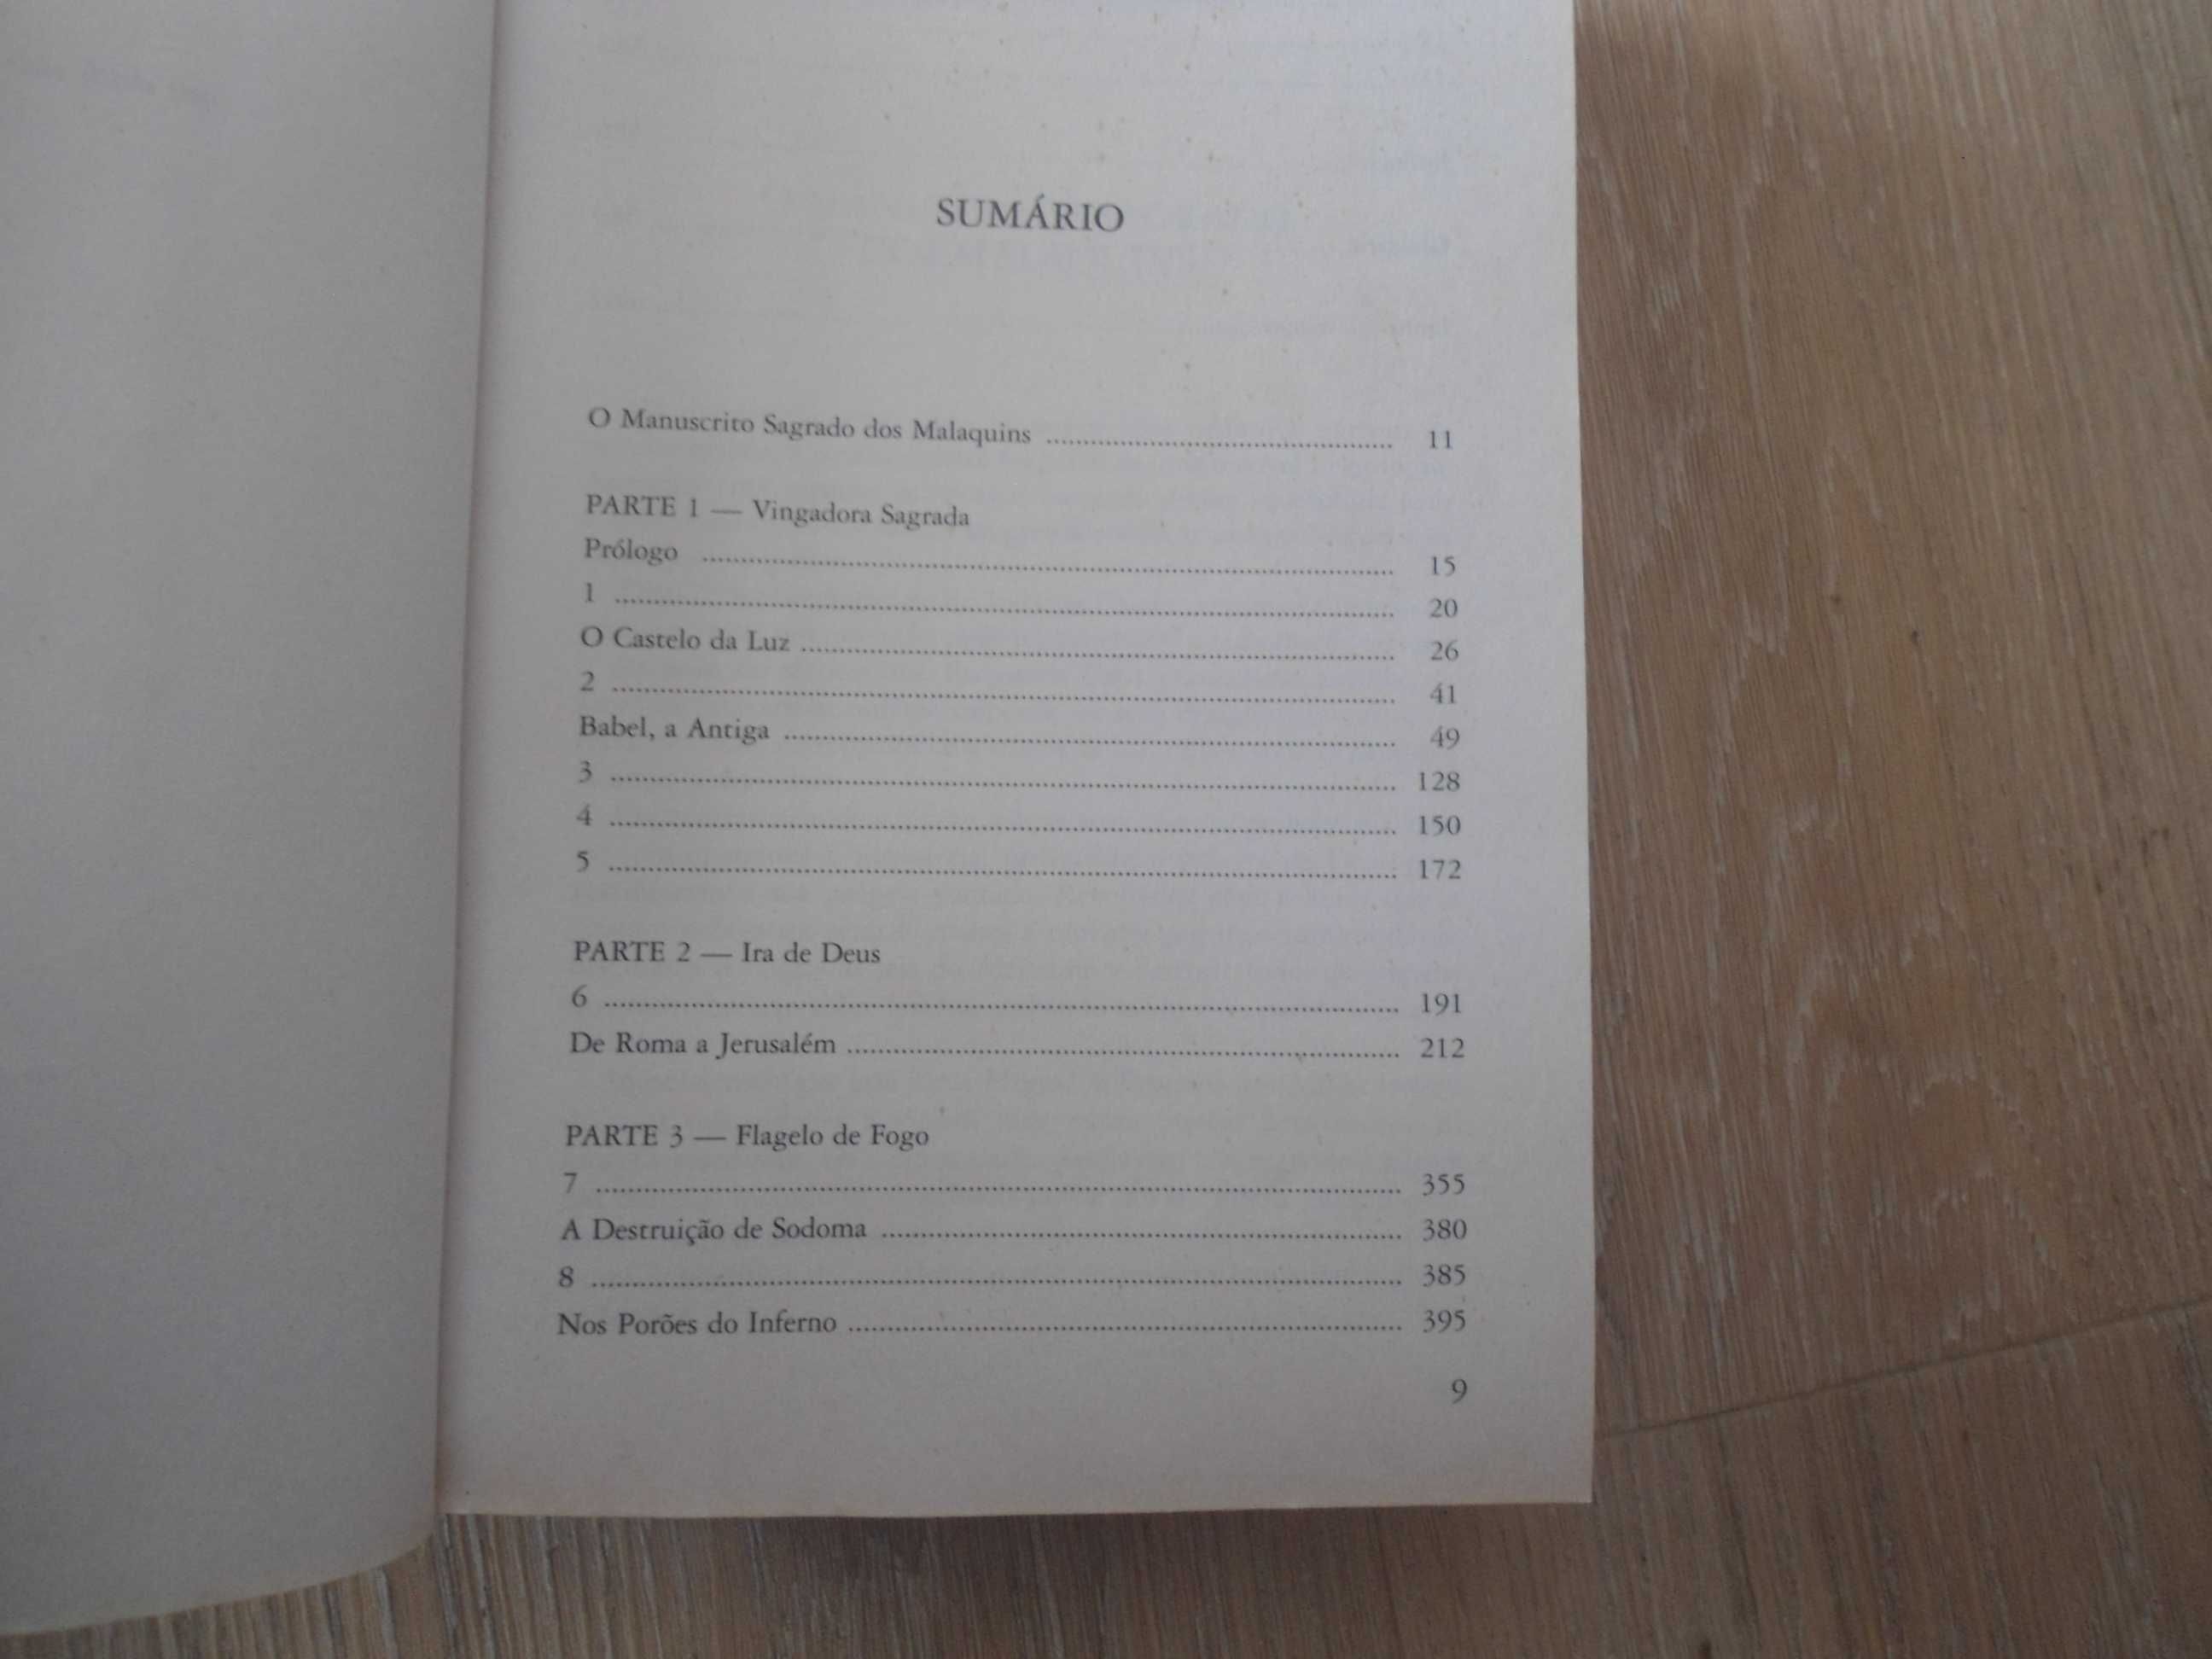 SUMÁRIO
O Manuscrito Sagrado dos Malaquins ........................................ 11
PARTE 1 — Vingadora Sagrada
Prólogo ........................................ 15
1 ........................................ 20
O Castelo da Luz ........................................ 26
2 ........................................ 41
Babel, a Antiga ........................................ 49
3 ........................................ 128
4 ........................................ 150
5 ........................................ 172
PARTE 2 — Ira de Deus
6 ........................................ 191
De Roma a Jerusalém ........................................ 212
PARTE 3 — Flagelo de Fogo
7 ........................................ 355
A Destruição de Sodoma ........................................ 380
8 ........................................ 385
Nos Porões do Inferno ........................................ 395
9